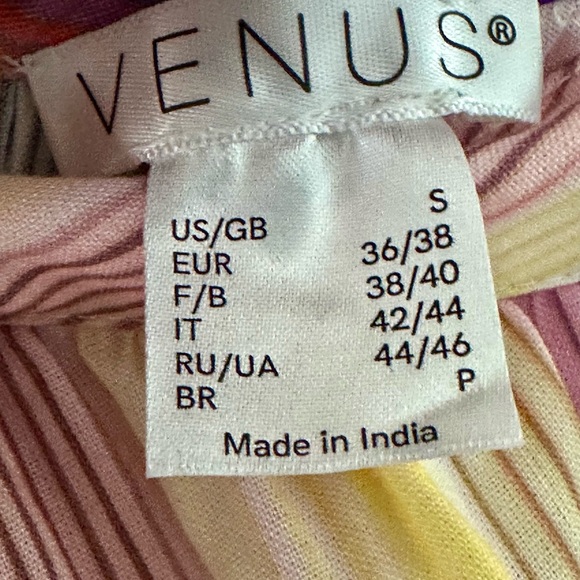 VENUS®
US/GB S
EUR 36/38
F/B 38/40
IT 42/44
RU/UA 44/46
BR P
Made in India